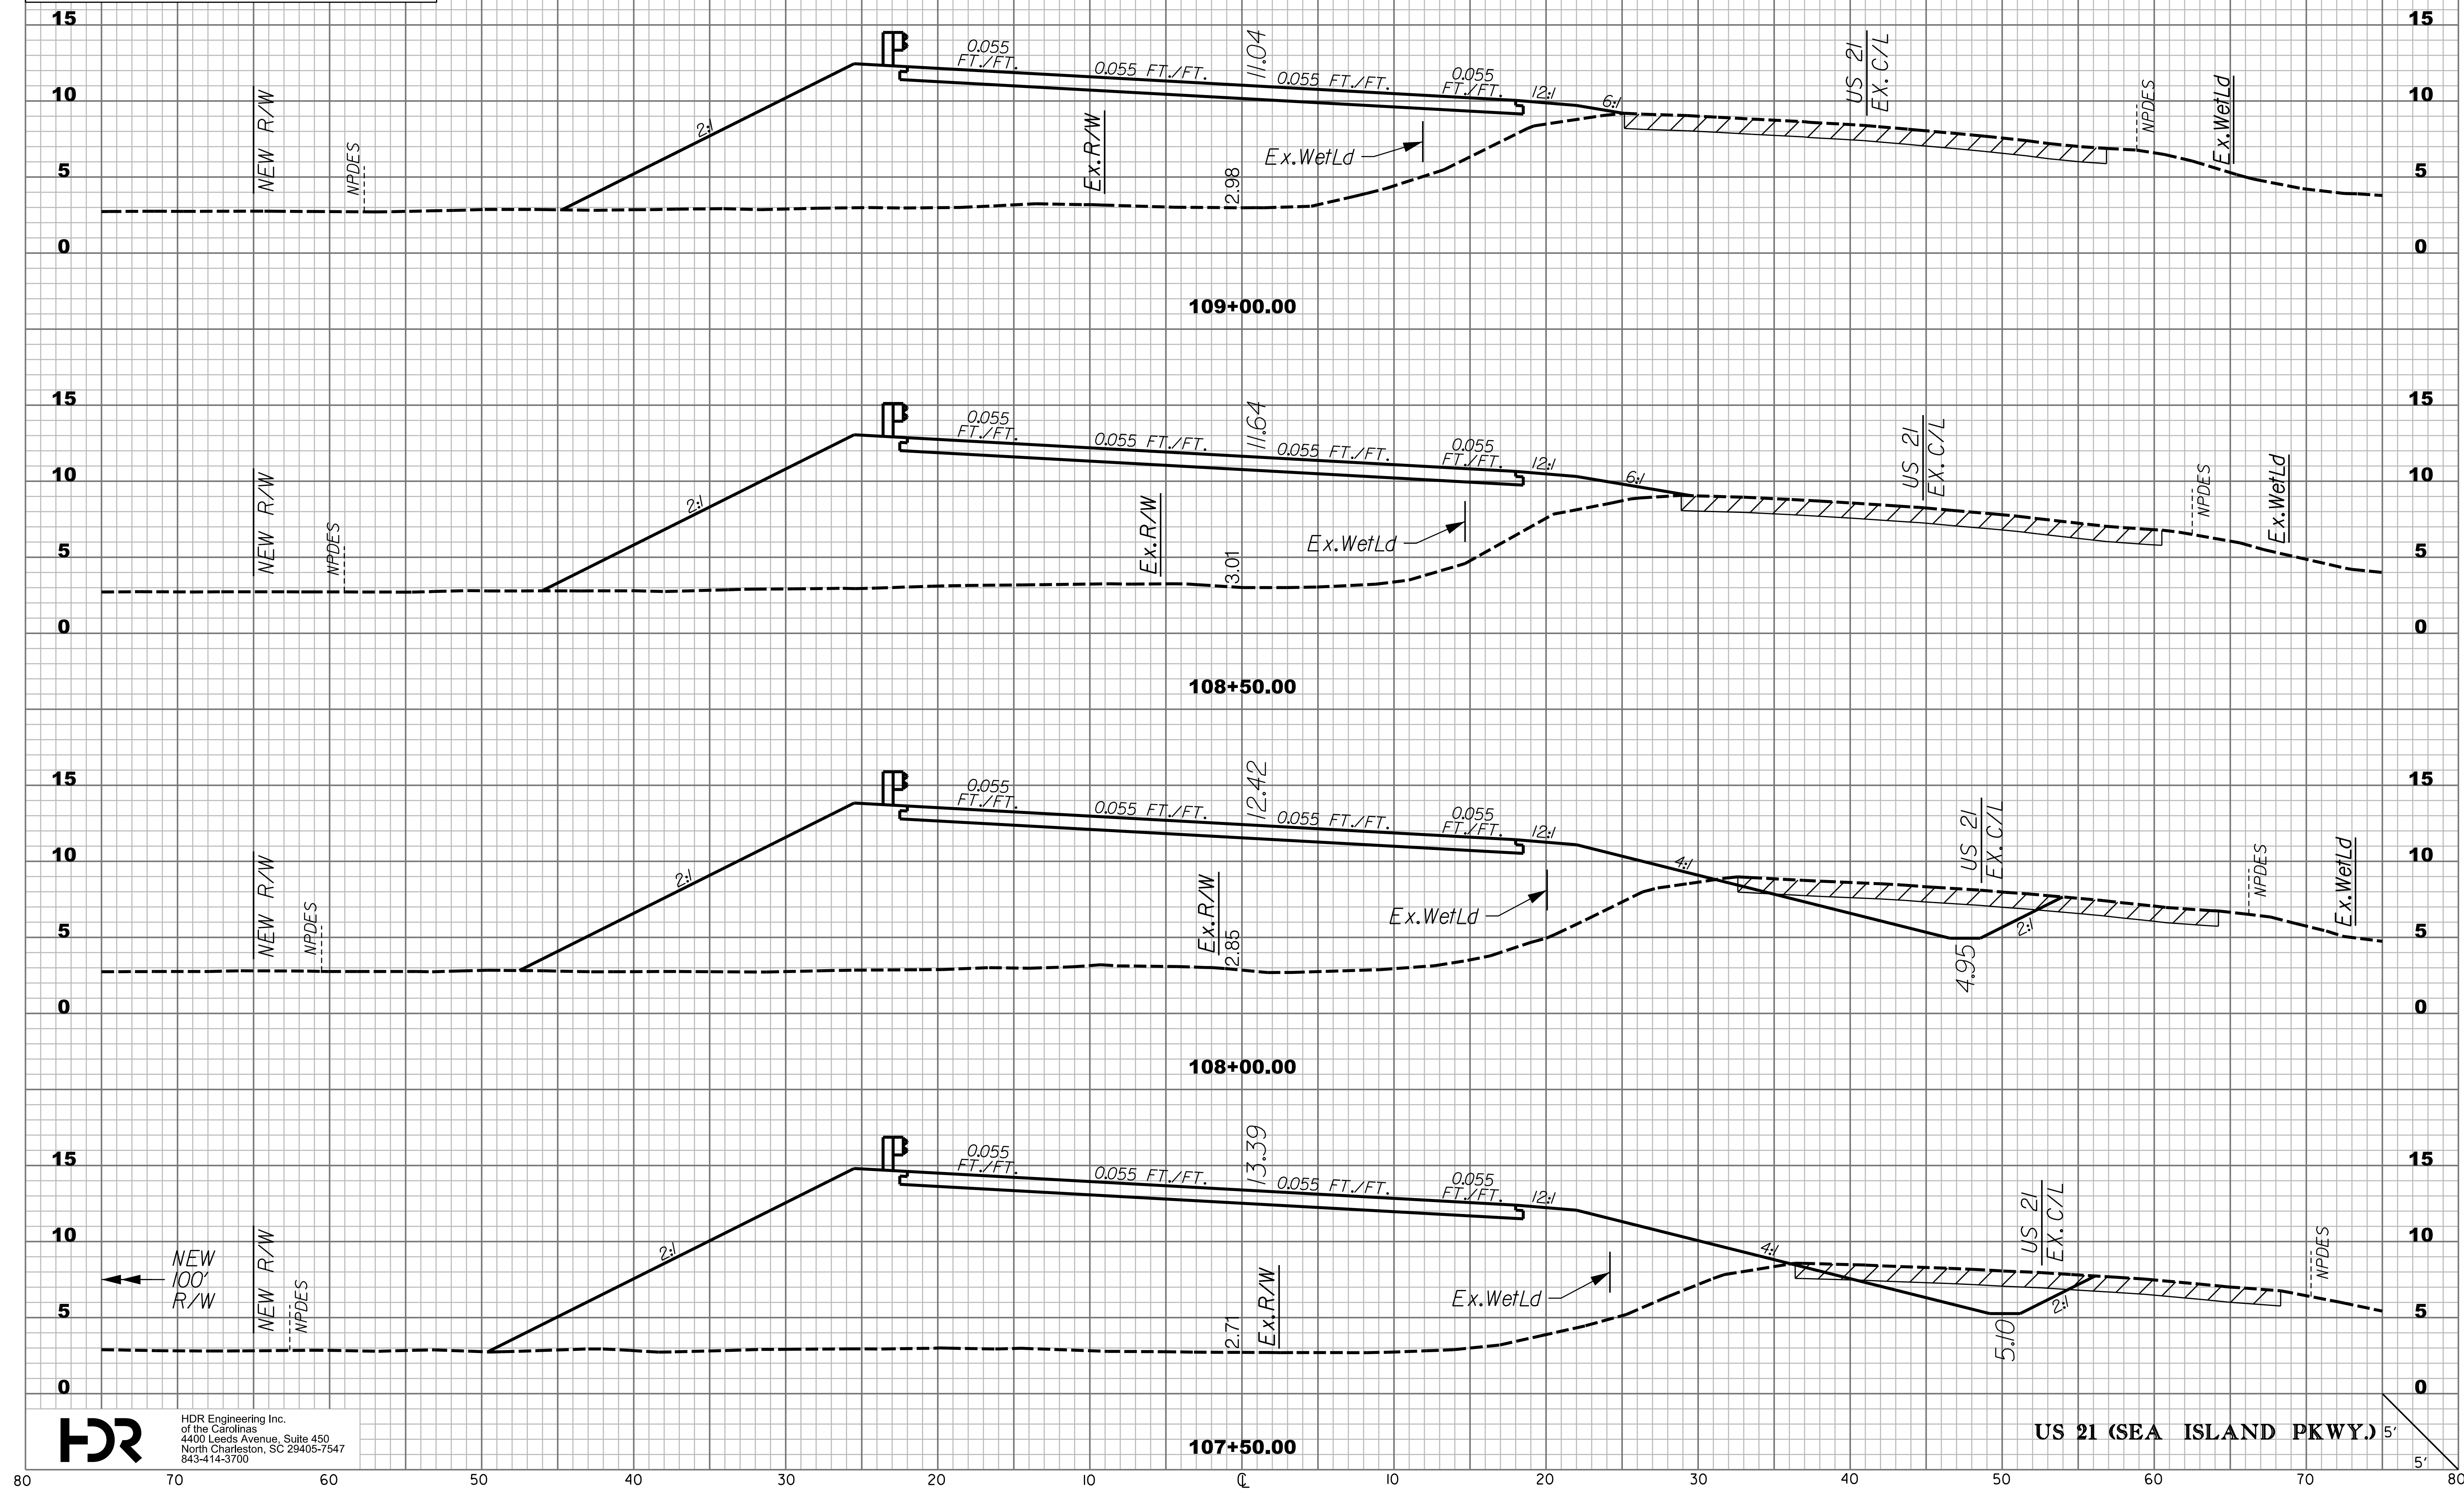 15
15
0.055
FT./FT.
0.055 FT./FT.
11.04
0.055 FT./FT.
0.055
FT./FT.
12:1
6:1
US 21
EX. C/L
10
10
NEW R/W
NPDES
2:1
Ex.R/W
Ex.WetLd
NPDES
Ex.WetLd
5
5
2.98
0
0
109+00.00
15
15
0.055
FT./FT.
0.055 FT./FT.
11.64
0.055 FT./FT.
0.055
FT./FT.
12:1
6:1
US 21
EX. C/L
10
10
NEW R/W
NPDES
2:1
Ex.R/W
Ex.WetLd
NPDES
Ex.WetLd
5
5
3.01
0
0
108+50.00
15
15
0.055
FT./FT.
0.055 FT./FT.
12.42
0.055 FT./FT.
0.055
FT./FT.
12:1
4:1
US 21
EX. C/L
10
10
NEW R/W
NPDES
2:1
Ex.R/W
Ex.WetLd
NPDES
Ex.WetLd
5
5
2.85
2:1
4.95
0
0
108+00.00
15
15
0.055
FT./FT.
0.055 FT./FT.
13.39
0.055 FT./FT.
0.055
FT./FT.
12:1
4:1
US 21
EX. C/L
10
10
NEW
100'
R/W
NEW R/W
NPDES
2:1
Ex.R/W
Ex.WetLd
NPDES
5
5
2.71
2:1
5.10
0
0
HDR
HDR Engineering Inc.
of the Carolinas
4400 Leeds Avenue, Suite 450
North Charleston, SC 29405-7547
843-414-3700
107+50.00
US 21 (SEA ISLAND PKWY.)
5'
5'
80 70 60 50 40 30 20 10 ℄ 10 20 30 40 50 60 70 80